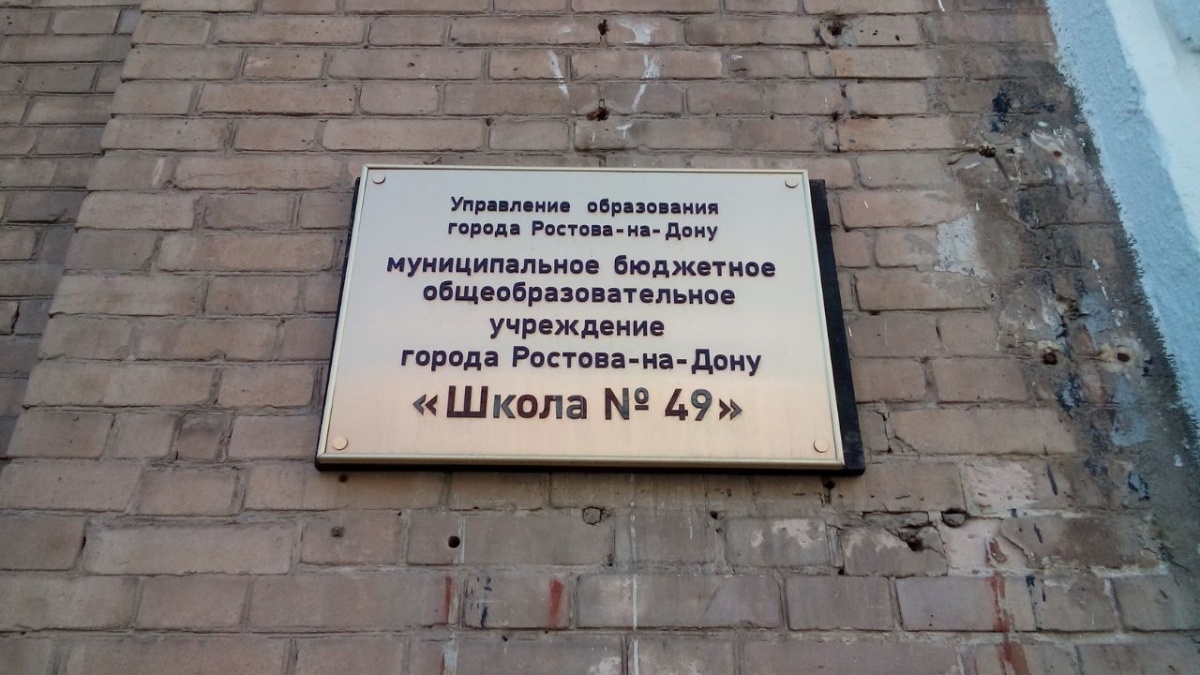 Управление образования
города Ростова-на-Дону
муниципальное бюджетное
общеобразовательное
учреждение
города Ростова-на-Дону
«Школа № 49»